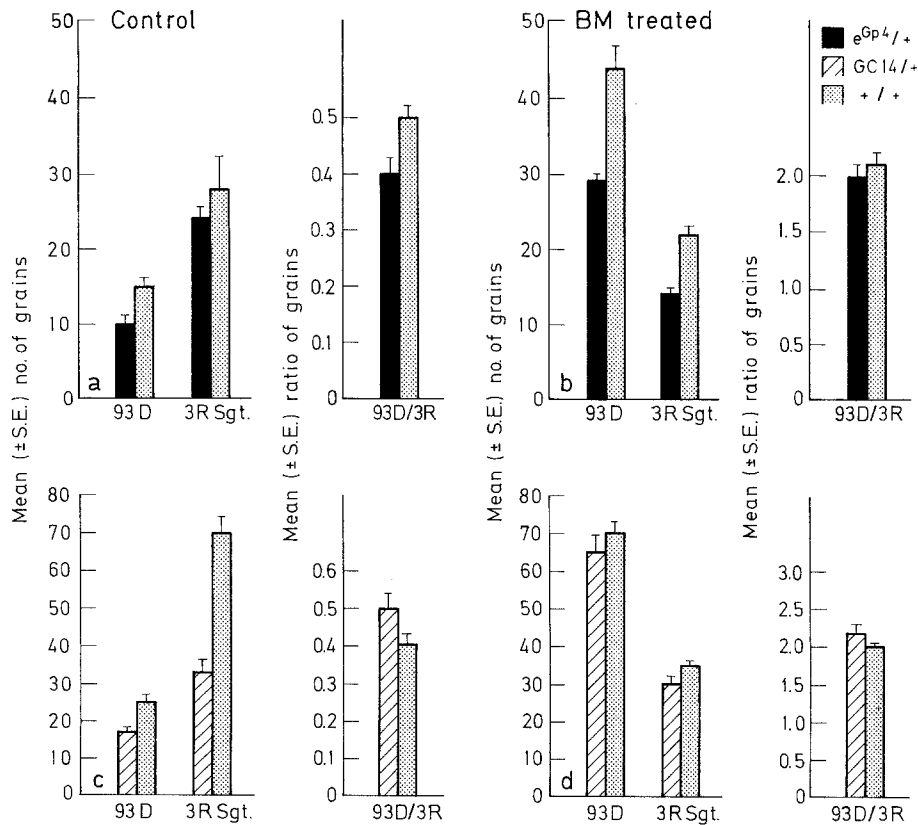 Control
BM treated
e^Gp4/+
GC14/+
+/+
Mean (± S.E.) no. of grains
50
40
30
20
10
0
a
93D
3R Sgt.
Mean (± S.E.) ratio of grains
0.5
0.4
0.3
0.2
0.1
0
93D/3R
Mean (± S.E.) no. of grains
50
40
30
20
10
0
b
93D
3R Sgt.
Mean (± S.E.) ratio of grains
2.0
1.5
1.0
0.5
0
93D/3R
80
70
60
50
40
30
20
10
0
c
93D
3R Sgt.
0.6
0.5
0.4
0.3
0.2
0.1
0
93D/3R
80
70
60
50
40
30
20
10
0
d
93D
3R Sgt.
3.0
2.5
2.0
1.5
1.0
0.5
0
93D/3R